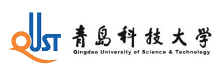 QUST
青岛科技大学
Qingdao University of Science & Technology